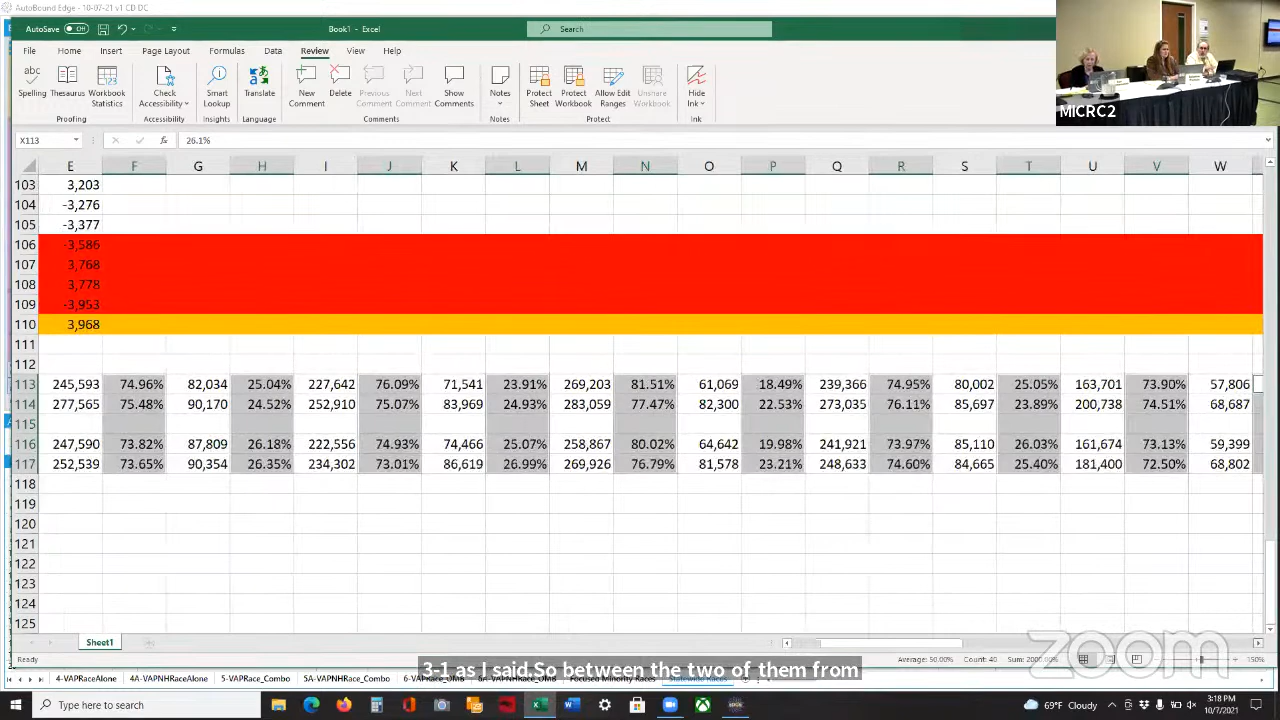 AutoBound Edge - 10-07-21 v1 CD DC
AutoSave Off Book1 - Excel Search
File Home Insert Page Layout Formulas Data Review View Help
Spelling Thesaurus Workbook Statistics Check Accessibility Smart Lookup Translate New Comment Delete Previous Comment Next Comment Show Comments Notes Protect Sheet Protect Workbook Allow Edit Ranges Unshare Workbook Hide Ink
Proofing Accessibility Insights Language Comments Notes Protect Ink
MICRC2
X113 fx 26.1%
E F G H I J K L M N O P Q R S T U V W
103 3,203
104 -3,276
105 -3,377
106 -3,586
107 3,768
108 3,778
109 -3,953
110 3,968
111
112
113 245,593 74.96% 82,034 25.04% 227,642 76.09% 71,541 23.91% 269,203 81.51% 61,069 18.49% 239,366 74.95% 80,002 25.05% 163,701 73.90% 57,806
114 277,565 75.48% 90,170 24.52% 252,910 75.07% 83,969 24.93% 283,059 77.47% 82,300 22.53% 273,035 76.11% 85,697 23.89% 200,738 74.51% 68,687
115
116 247,590 73.82% 87,809 26.18% 222,556 74.93% 74,466 25.07% 258,867 80.02% 64,642 19.98% 241,921 73.97% 85,110 26.03% 161,674 73.13% 59,399
117 252,539 73.65% 90,354 26.35% 234,302 73.01% 86,619 26.99% 269,926 76.79% 81,578 23.21% 248,633 74.60% 84,665 25.40% 181,400 72.50% 68,802
118
119
120
121
122
123
124
125
Sheet1
zoom
Ready Average: 50.00% Count: 40 Sum: 2000.00% 150%
3-1 as I said So between the two of them from
4-VAPRaceAlone 4A-VAPNHRaceAlone 5-VAPRace_Combo 5A-VAPNHRace_Combo
Type here to search 69°F Cloudy 3:18 PM
10/7/2021